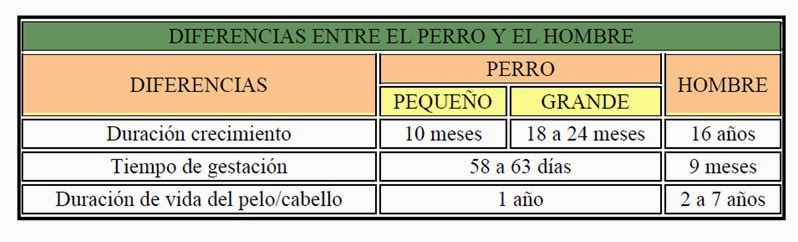 DIFERENCIAS ENTRE EL PERRO Y EL HOMBRE
DIFERENCIAS PERRO HOMBRE
PEQUEÑO GRANDE
Duración crecimiento 10 meses 18 a 24 meses 16 años
Tiempo de gestación 58 a 63 días 9 meses
Duración de vida del pelo/cabello 1 año 2 a 7 años